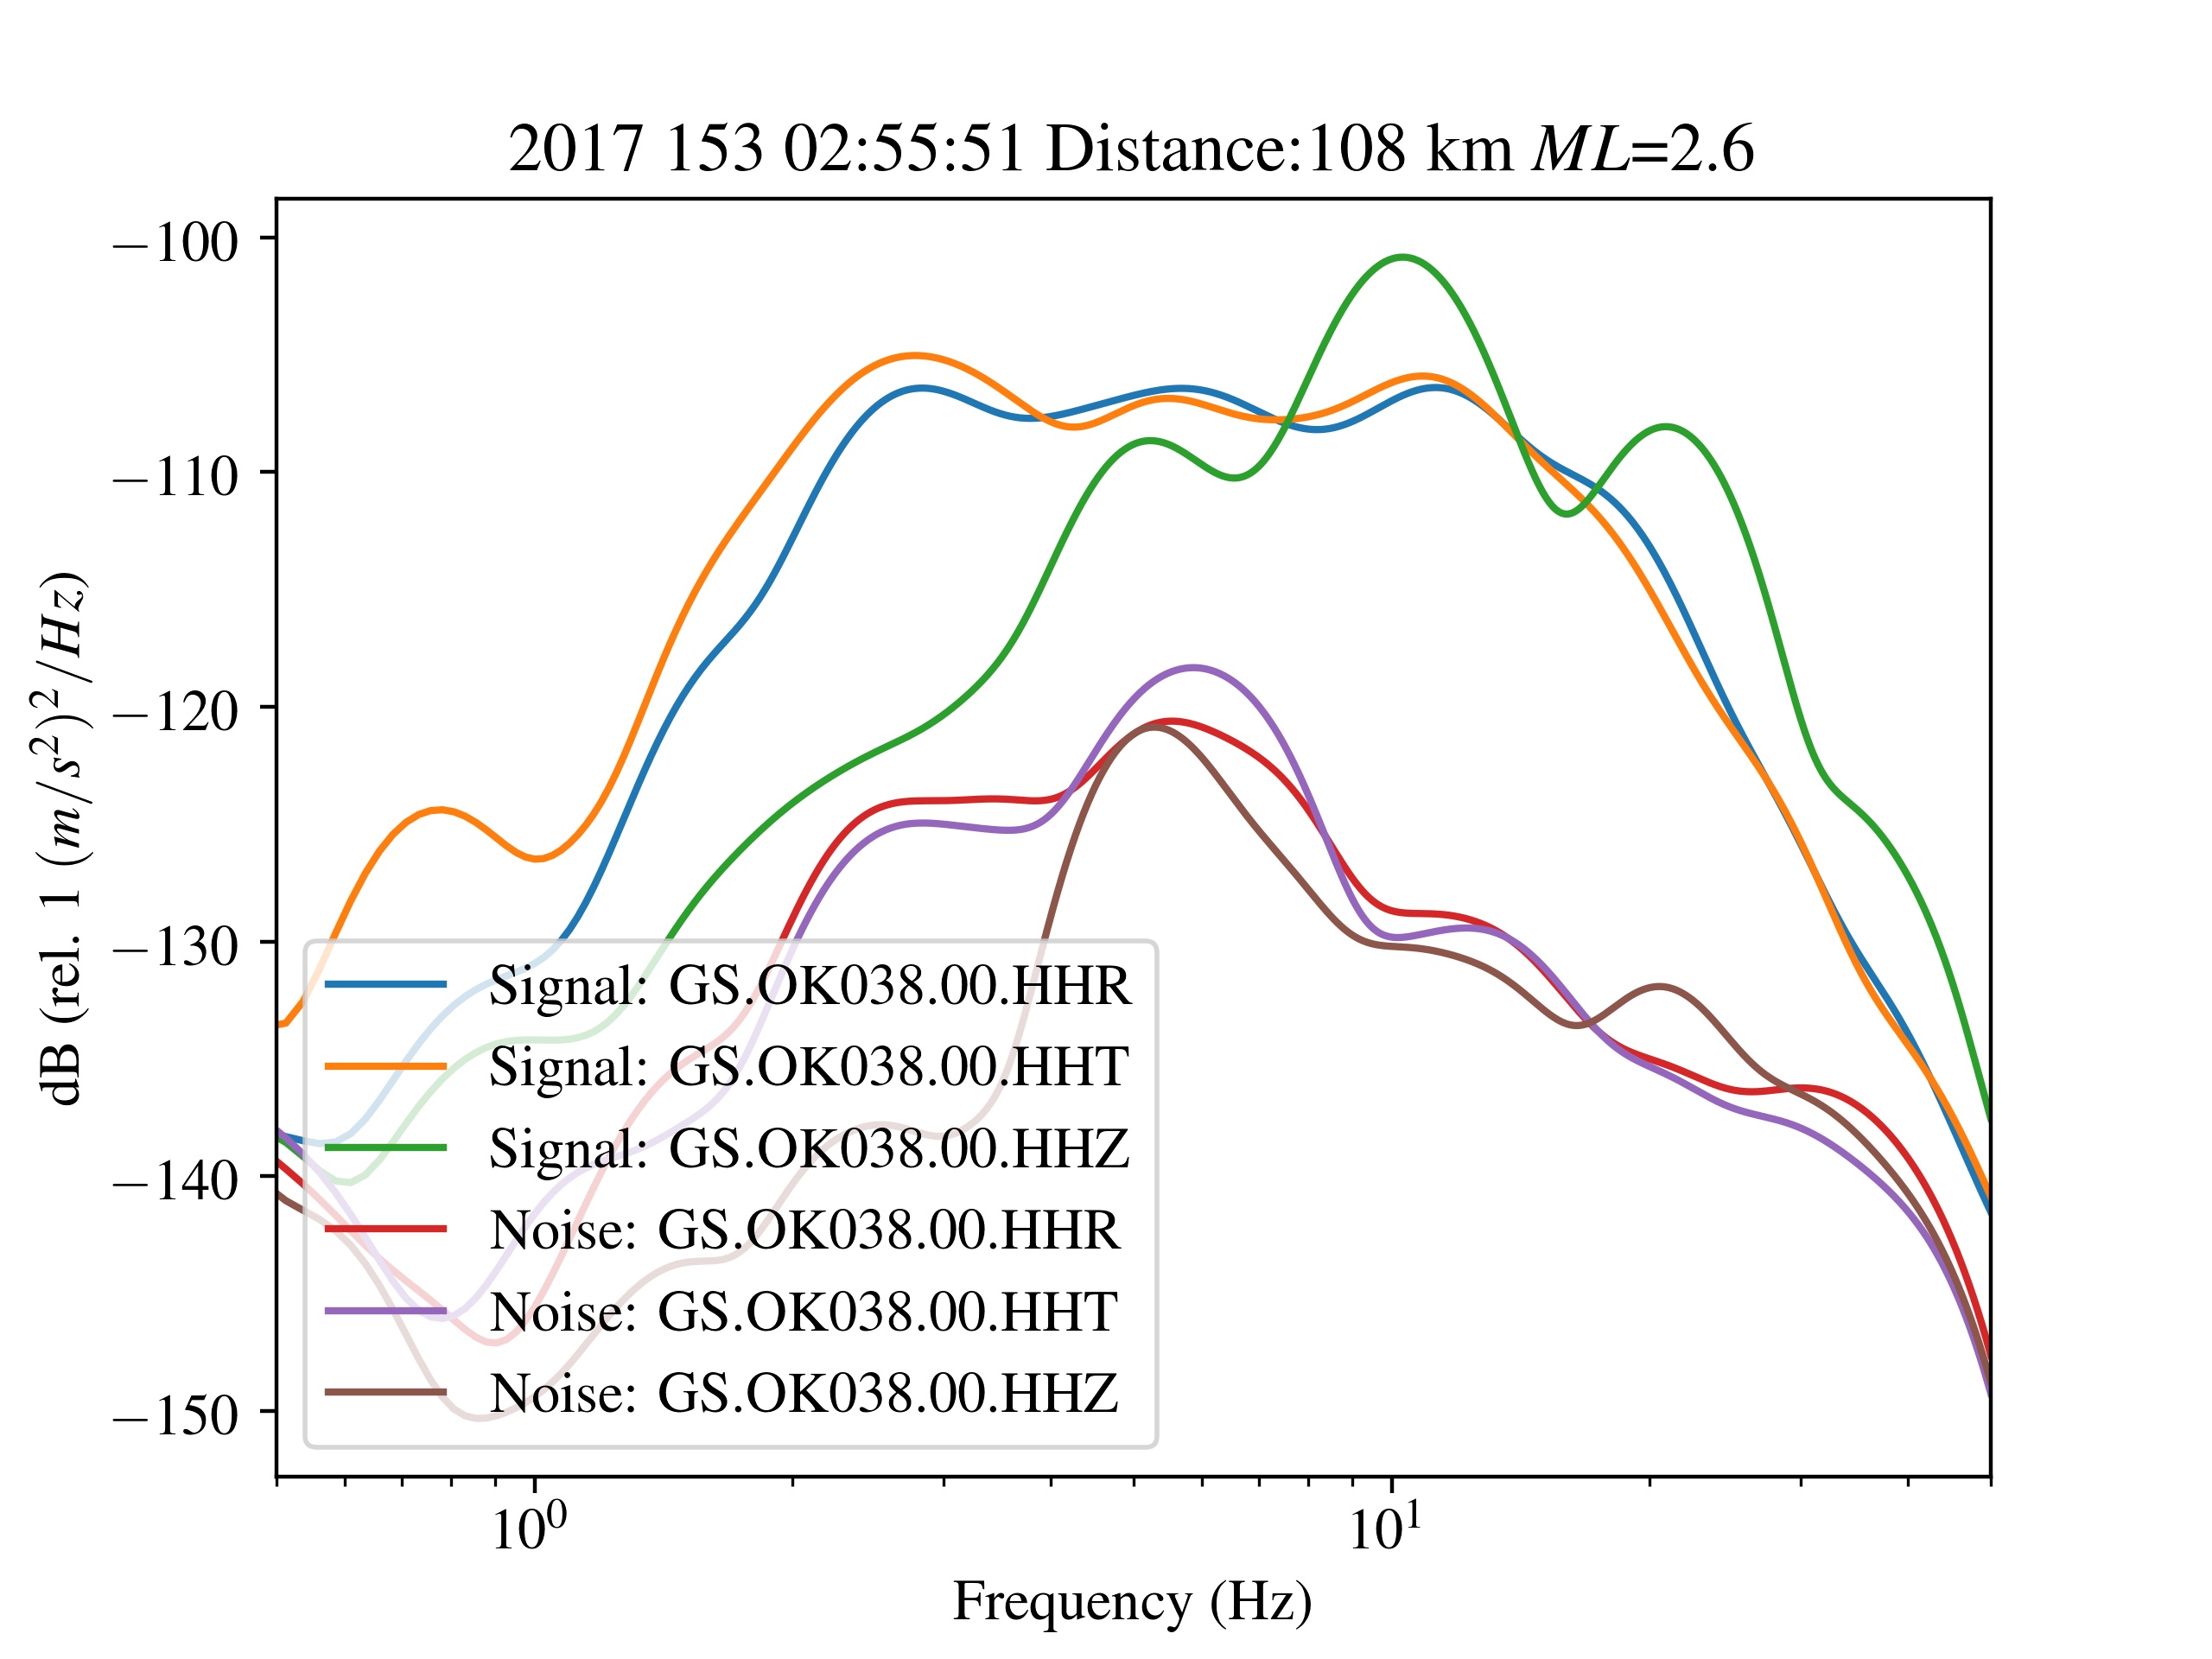 2017 153 02:55:51 Distance:108 km ML=2.6
−100
−110
−120
−130
−140
−150
dB (rel. 1 (m/s²)²/Hz)
Signal: GS.OK038.00.HHR
Signal: GS.OK038.00.HHT
Signal: GS.OK038.00.HHZ
Noise: GS.OK038.00.HHR
Noise: GS.OK038.00.HHT
Noise: GS.OK038.00.HHZ
10⁰ 10¹
Frequency (Hz)